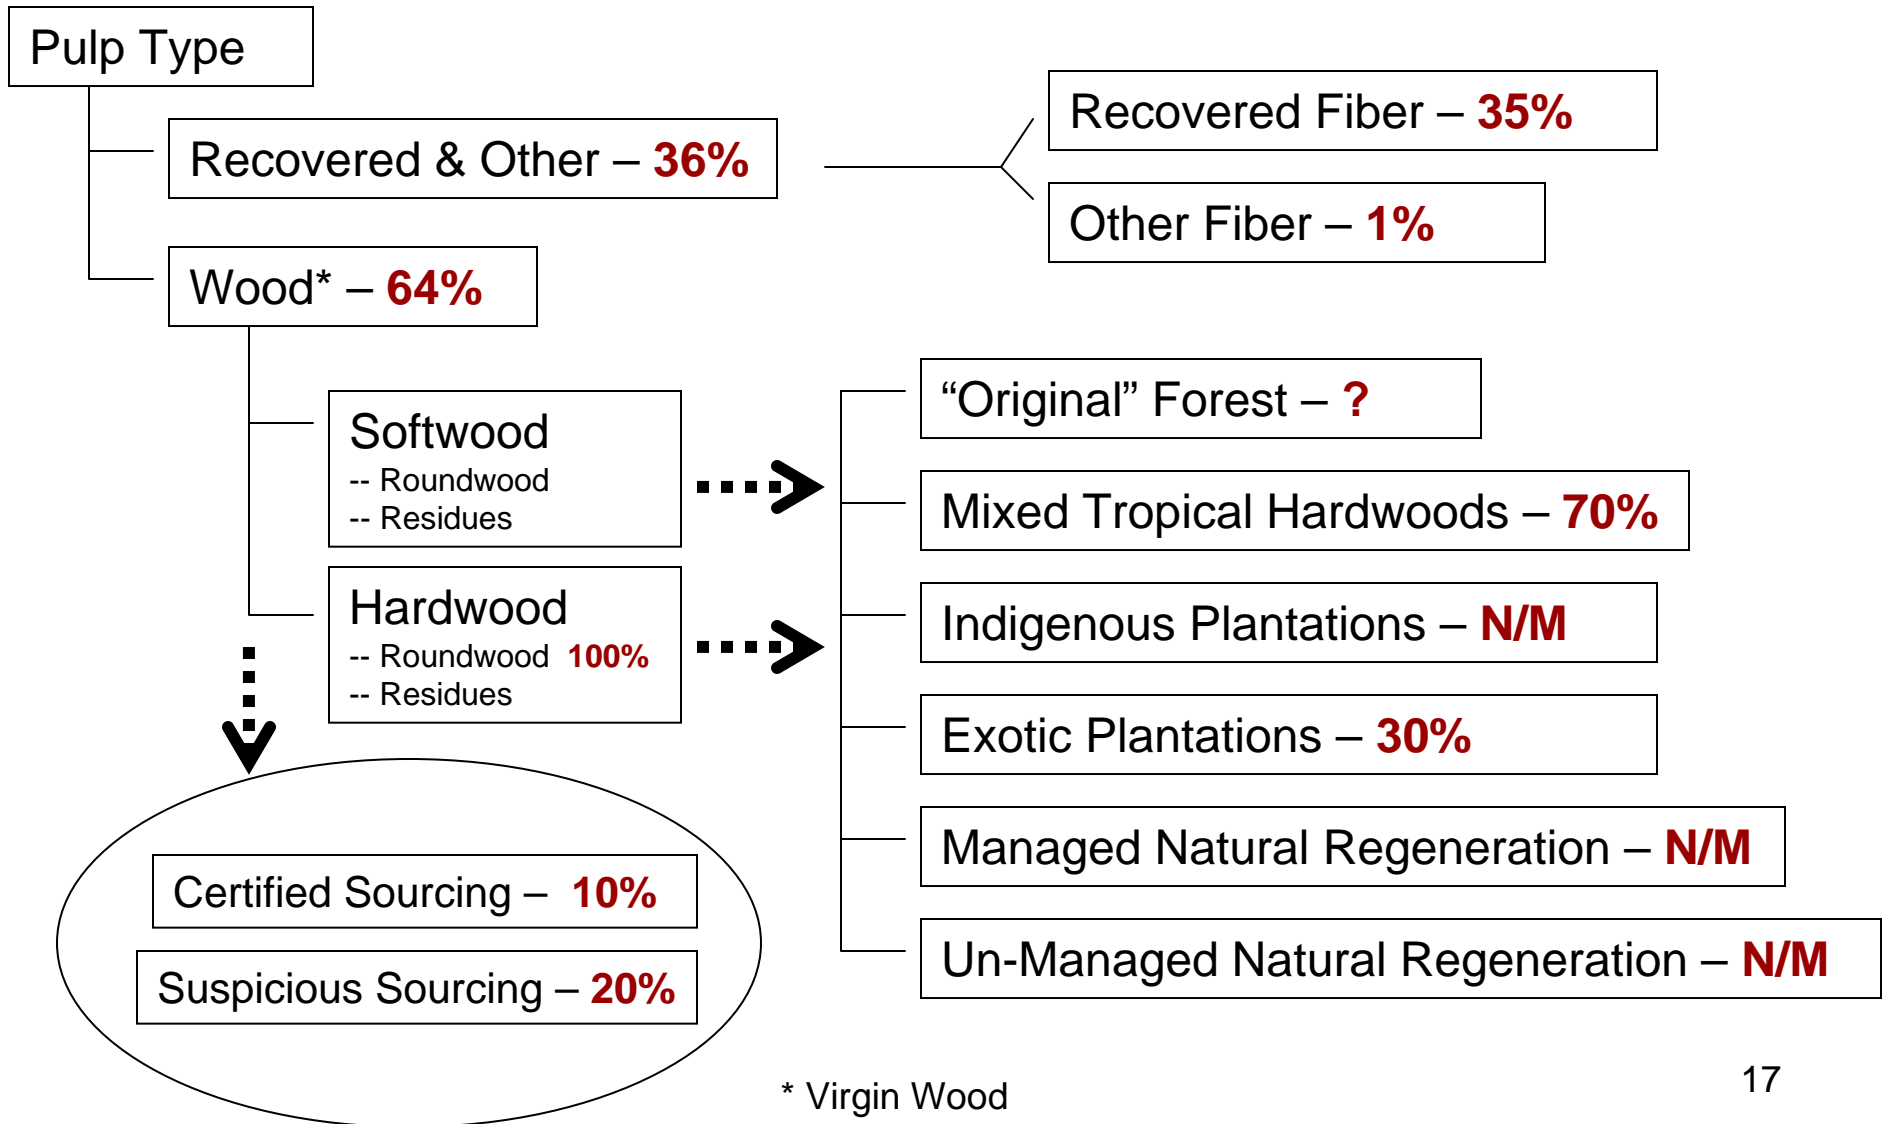 Pulp Type
Recovered & Other – 36%
Recovered Fiber – 35%
Other Fiber – 1%
Wood* – 64%
Softwood
-- Roundwood
-- Residues
Hardwood
-- Roundwood 100%
-- Residues
“Original” Forest – ?
Mixed Tropical Hardwoods – 70%
Indigenous Plantations – N/M
Exotic Plantations – 30%
Managed Natural Regeneration – N/M
Un-Managed Natural Regeneration – N/M
Certified Sourcing – 10%
Suspicious Sourcing – 20%
* Virgin Wood
17